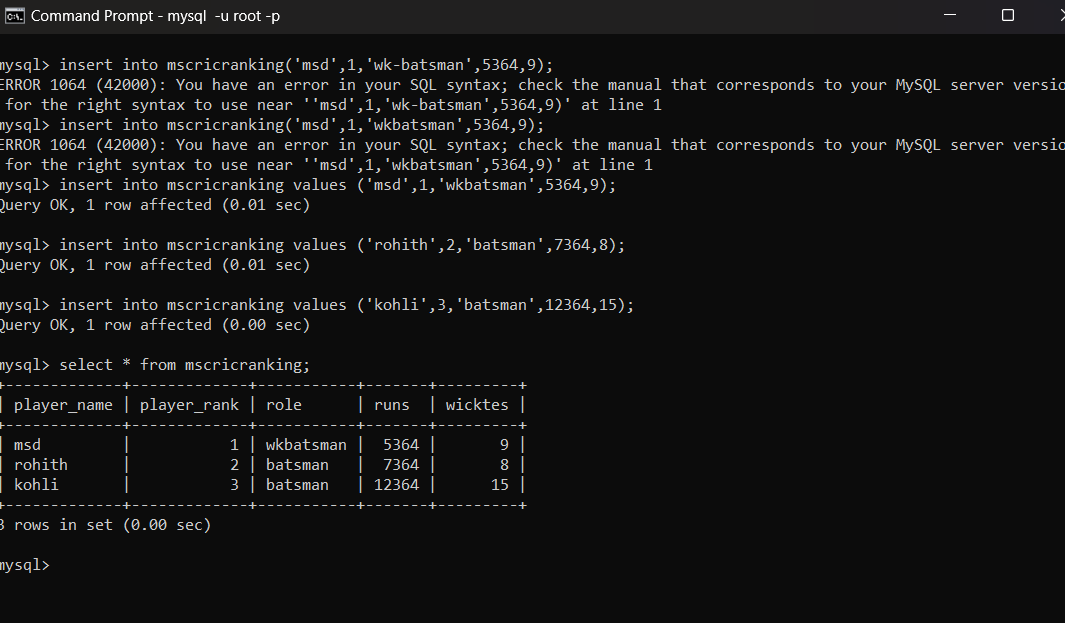 Command Prompt - mysql -u root -p
mysql> insert into mscricranking('msd',1,'wk-batsman',5364,9);
ERROR 1064 (42000): You have an error in your SQL syntax; check the manual that corresponds to your MySQL server versio
for the right syntax to use near ''msd',1,'wk-batsman',5364,9)' at line 1
mysql> insert into mscricranking('msd',1,'wkbatsman',5364,9);
ERROR 1064 (42000): You have an error in your SQL syntax; check the manual that corresponds to your MySQL server versio
for the right syntax to use near ''msd',1,'wkbatsman',5364,9)' at line 1
mysql> insert into mscricranking values ('msd',1,'wkbatsman',5364,9);
Query OK, 1 row affected (0.01 sec)
mysql> insert into mscricranking values ('rohith',2,'batsman',7364,8);
Query OK, 1 row affected (0.01 sec)
mysql> insert into mscricranking values ('kohli',3,'batsman',12364,15);
Query OK, 1 row affected (0.00 sec)
mysql> select * from mscricranking;
+-------------+-------------+-----------+-------+---------+
| player_name | player_rank | role      | runs  | wicktes |
+-------------+-------------+-----------+-------+---------+
| msd         |           1 | wkbatsman |  5364 |       9 |
| rohith      |           2 | batsman   |  7364 |       8 |
| kohli       |           3 | batsman   | 12364 |      15 |
+-------------+-------------+-----------+-------+---------+
3 rows in set (0.00 sec)
mysql>